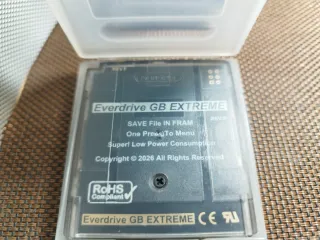 Everdrive GB EXTREME
SAVE File IN FRAM
One Press To Menu
Super! Low Power Consumption
Copyright © 2026 All Rights Reserved
RoHS
Compliant
Everdrive GB EXTREME CE